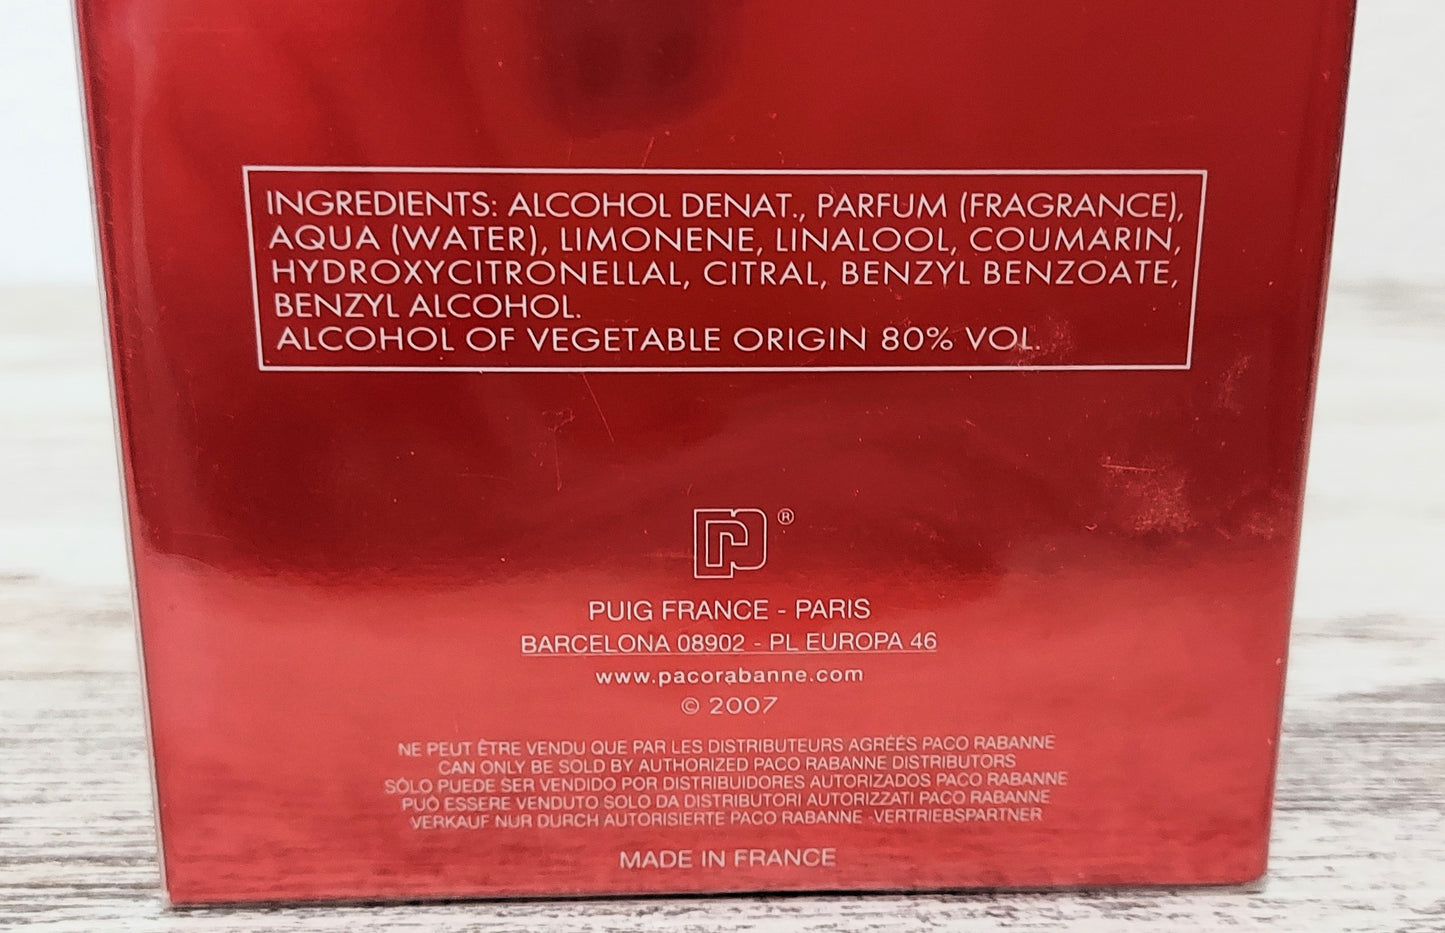 INGREDIENTS: ALCOHOL DENAT., PARFUM (FRAGRANCE),
AQUA (WATER), LIMONENE, LINALOOL, COUMARIN,
HYDROXYCITRONELLAL, CITRAL, BENZYL BENZOATE,
BENZYL ALCOHOL.
ALCOHOL OF VEGETABLE ORIGIN 80% VOL.
®
PUIG FRANCE - PARIS
BARCELONA 08902 - PL EUROPA 46
www.pacorabanne.com
© 2007
NE PEUT ÊTRE VENDU QUE PAR LES DISTRIBUTEURS AGRÉÉS PACO RABANNE
CAN ONLY BE SOLD BY AUTHORIZED PACO RABANNE DISTRIBUTORS
SÓLO PUEDE SER VENDIDO POR DISTRIBUIDORES AUTORIZADOS PACO RABANNE
PUÒ ESSERE VENDUTO SOLO DA DISTRIBUTORI AUTORIZZATI PACO RABANNE
VERKAUF NUR DURCH AUTORISIERTE PACO RABANNE -VERTRIEBSPARTNER
MADE IN FRANCE